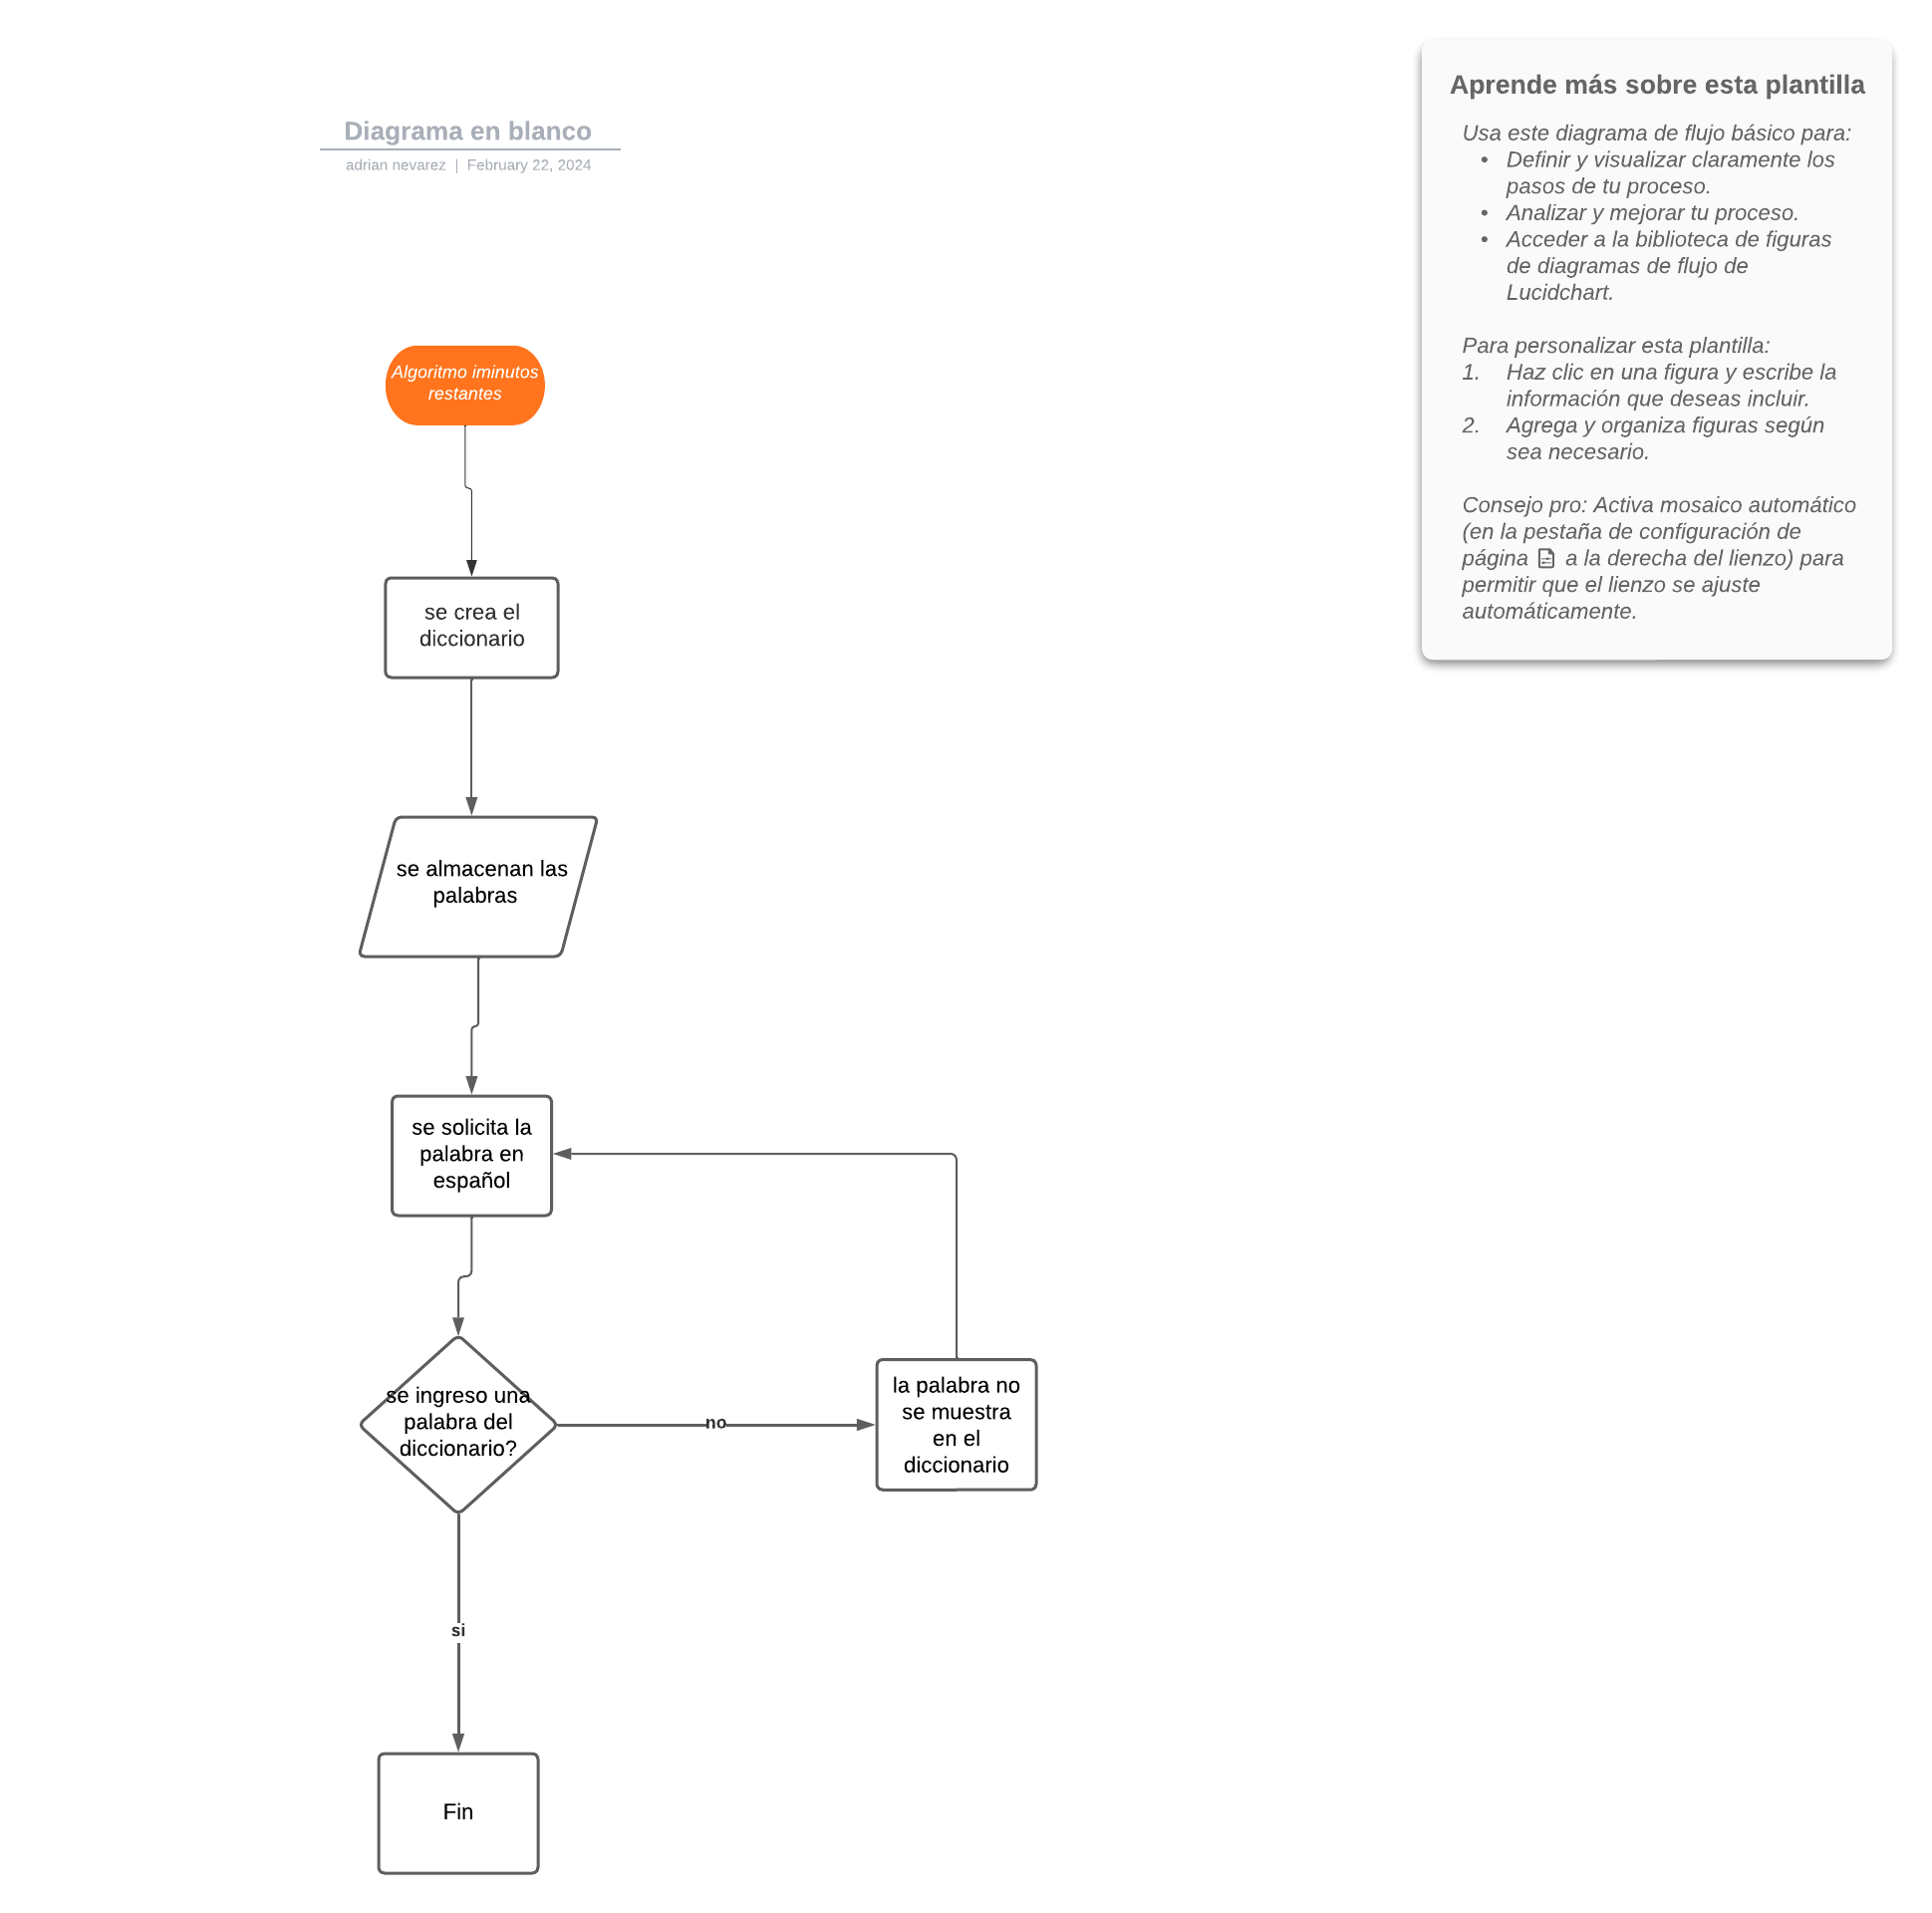 Diagrama en blanco
adrian nevarez | February 22, 2024
Aprende más sobre esta plantilla
Usa este diagrama de flujo básico para:
• Definir y visualizar claramente los
pasos de tu proceso.
• Analizar y mejorar tu proceso.
• Acceder a la biblioteca de figuras
de diagramas de flujo de
Lucidchart.
Para personalizar esta plantilla:
1. Haz clic en una figura y escribe la
información que deseas incluir.
2. Agrega y organiza figuras según
sea necesario.
Consejo pro: Activa mosaico automático
(en la pestaña de configuración de
página a la derecha del lienzo) para
permitir que el lienzo se ajuste
automáticamente.
Algoritmo iminutos
restantes
se crea el
diccionario
se almacenan las
palabras
se solicita la
palabra en
español
se ingreso una
palabra del
diccionario?
no
la palabra no
se muestra
en el
diccionario
si
Fin